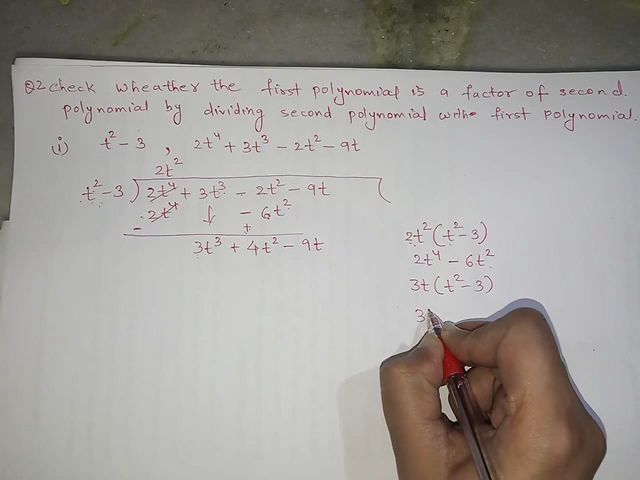 Q2 check wheather the first polynomial is a factor of second.
polynomial by dividing second polynomial with first polynomial.
i) t² - 3 , 2t⁴ + 3t³ - 2t² - 9t
2t²
t² - 3 ) 2t⁴ + 3t³ - 2t² - 9t (
2t⁴ ↓ - 6t²
- +
3t³ + 4t² - 9t
2t² (t² - 3)
2t⁴ - 6t²
3t (t² - 3)
3